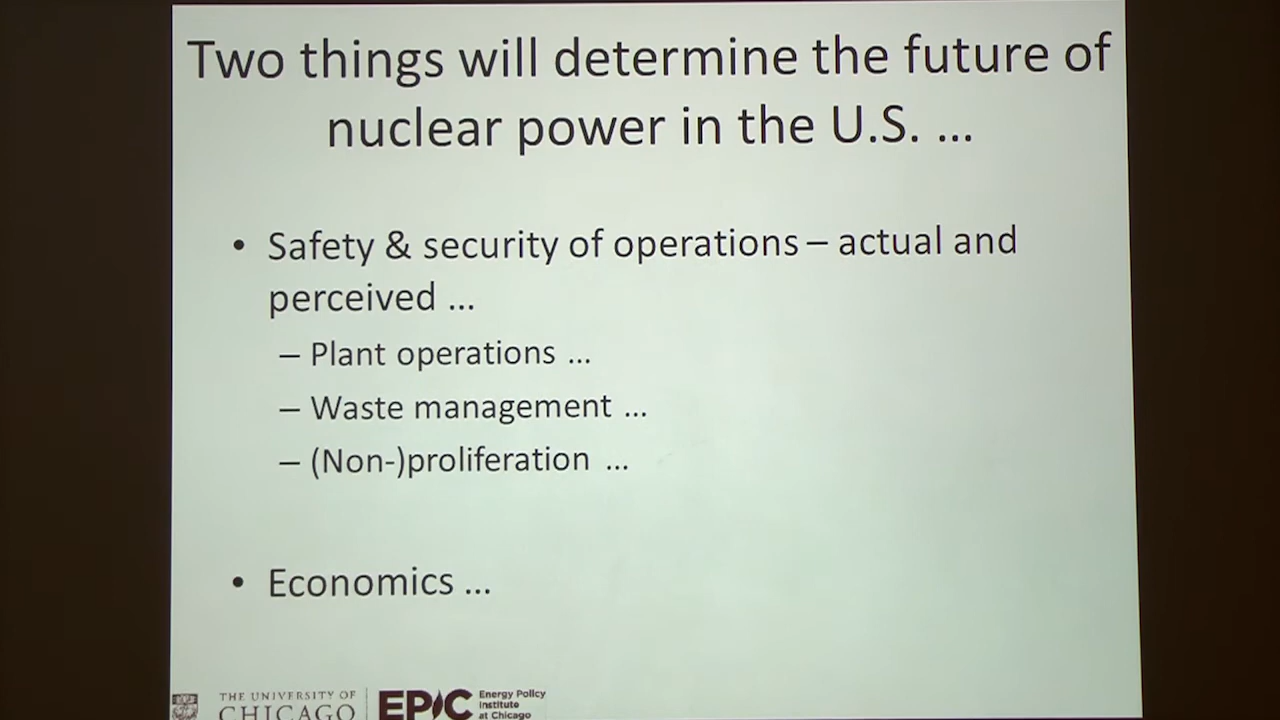 Two things will determine the future of
nuclear power in the U.S. ...
• Safety & security of operations – actual and
perceived ...
– Plant operations ...
– Waste management ...
– (Non-)proliferation ...
• Economics ...
THE UNIVERSITY OF
CHICAGO
EPIC
Energy Policy
Institute
at Chicago